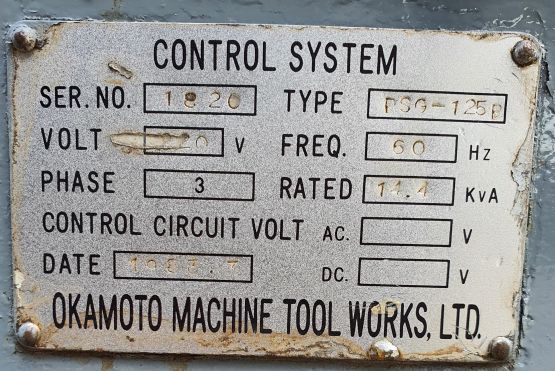 CONTROL SYSTEM
SER. NO. 1820 TYPE PSG-125
VOLT V FREQ. 60 Hz
PHASE 3 RATED 14.4 KVA
CONTROL CIRCUIT VOLT AC. V
DATE DC. V
OKAMOTO MACHINE TOOL WORKS, LTD.